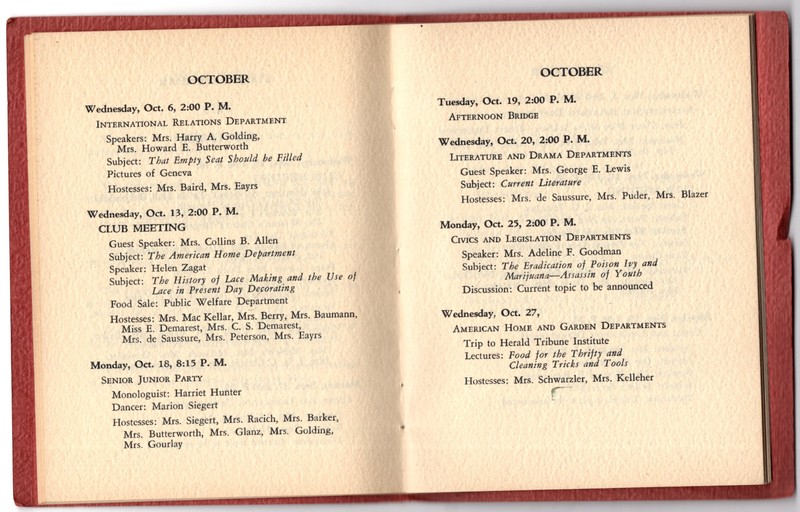 OCTOBER
Wednesday, Oct. 6, 2:00 P. M.
INTERNATIONAL RELATIONS DEPARTMENT
Speakers: Mrs. Harry A. Golding,
Mrs. Howard E. Butterworth
Subject: That Empty Seat Should be Filled
Pictures of Geneva
Hostesses: Mrs. Baird, Mrs. Eayrs
Wednesday, Oct. 13, 2:00 P. M.
CLUB MEETING
Guest Speaker: Mrs. Collins B. Allen
Subject: The American Home Department
Speaker: Helen Zagat
Subject: The History of Lace Making and the Use of
Lace in Present Day Decorating
Food Sale: Public Welfare Department
Hostesses: Mrs. Mac Kellar, Mrs. Berry, Mrs. Baumann,
Miss E. Demarest, Mrs. C. S. Demarest,
Mrs. de Saussure, Mrs. Peterson, Mrs. Eayrs
Monday, Oct. 18, 8:15 P. M.
SENIOR JUNIOR PARTY
Monologuist: Harriet Hunter
Dancer: Marion Siegert
Hostesses: Mrs. Siegert, Mrs. Racich, Mrs. Barker,
Mrs. Butterworth, Mrs. Glanz, Mrs. Golding,
Mrs. Gourlay
OCTOBER
Tuesday, Oct. 19, 2:00 P. M.
AFTERNOON BRIDGE
Wednesday, Oct. 20, 2:00 P. M.
LITERATURE AND DRAMA DEPARTMENTS
Guest Speaker: Mrs. George E. Lewis
Subject: Current Literature
Hostesses: Mrs. de Saussure, Mrs. Puder, Mrs. Blazer
Monday, Oct. 25, 2:00 P. M.
CIVICS AND LEGISLATION DEPARTMENTS
Speaker: Mrs. Adeline F. Goodman
Subject: The Eradication of Poison Ivy and
Marijuana—Assassin of Youth
Discussion: Current topic to be announced
Wednesday, Oct. 27,
AMERICAN HOME AND GARDEN DEPARTMENTS
Trip to Herald Tribune Institute
Lectures: Food for the Thrifty and
Cleaning Tricks and Tools
Hostesses: Mrs. Schwarzler, Mrs. Kelleher